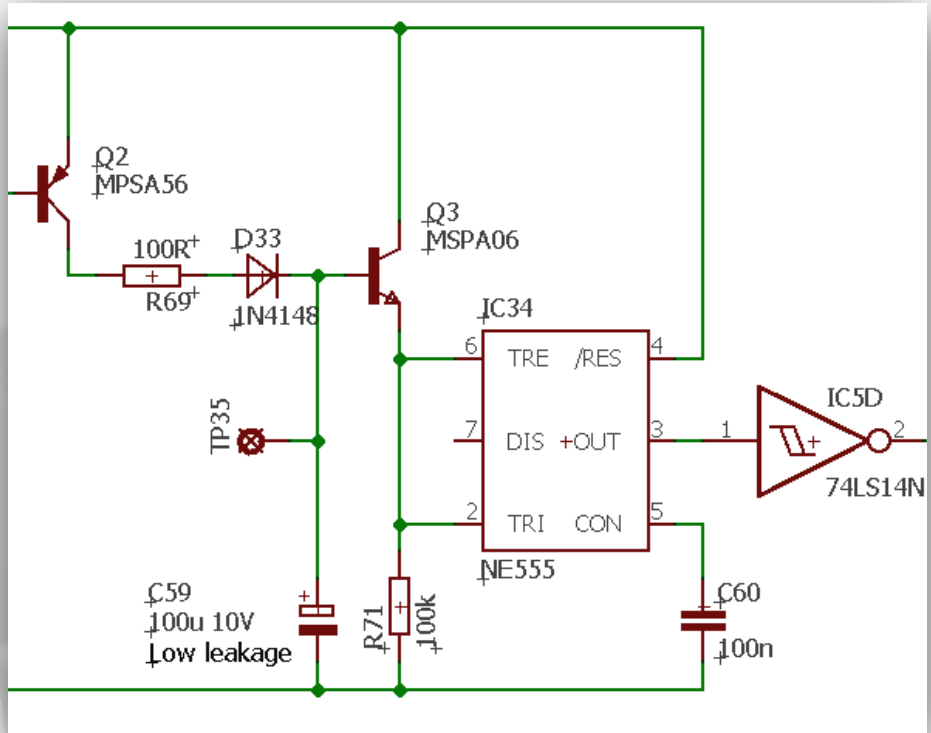 Q2
MPSA56
100R
R69
D33
1N4148
Q3
MSPA06
IC34
6 TRE /RES 4
7 DIS +OUT 3
2 TRI CON 5
NE555
1
IC5D
2
74LS14N
TP35
C59
100u 10V
Low leakage
R71
100k
C60
100n